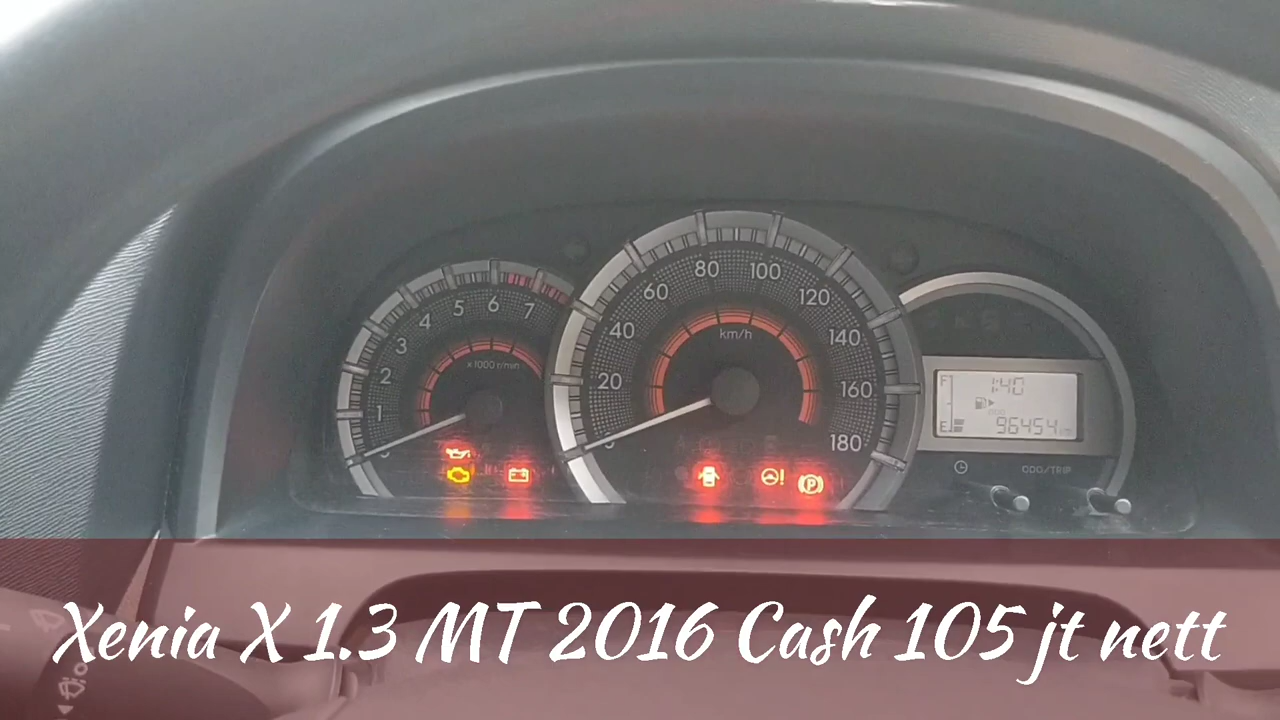 80 100
60 120
5 6 7
4
40 km/h 140
3
x1000 r/min
2
20 160
F 1:40
1
E 96454
180
P
ODO/TRIP
Xenia X 1.3 MT 2016 Cash 105 jt nett